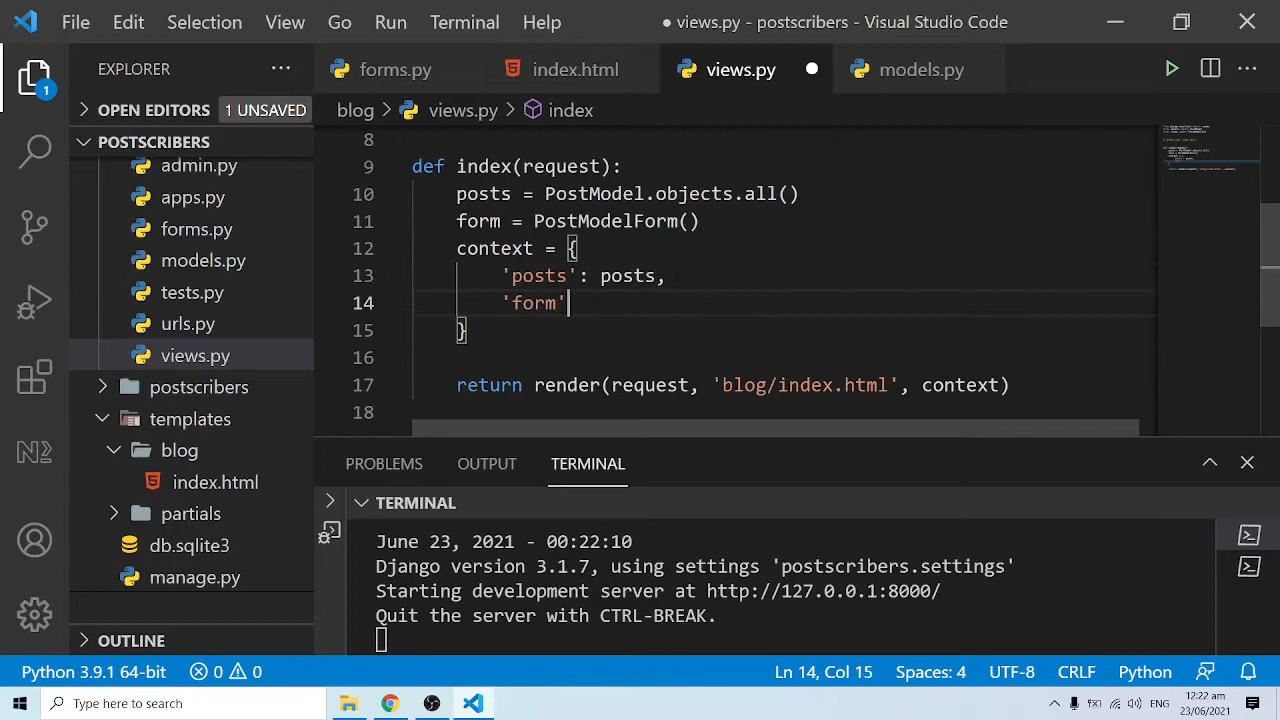 File Edit Selection View Go Run Terminal Help ● views.py - postscribers - Visual Studio Code
EXPLORER ...
forms.py index.html views.py models.py
1
OPEN EDITORS 1 UNSAVED
blog > views.py > index
POSTSCRIBERS
admin.py
apps.py
forms.py
models.py
tests.py
urls.py
views.py
postscribers
templates
blog
index.html
partials
db.sqlite3
manage.py
OUTLINE
8
9 def index(request):
10 posts = PostModel.objects.all()
11 form = PostModelForm()
12 context = {
13 'posts': posts,
14 'form'
15 }
16
17 return render(request, 'blog/index.html', context)
18
PROBLEMS OUTPUT TERMINAL
TERMINAL
June 23, 2021 - 00:22:10
Django version 3.1.7, using settings 'postscribers.settings'
Starting development server at http://127.0.0.1:8000/
Quit the server with CTRL-BREAK.
Python 3.9.1 64-bit 0 0 Ln 14, Col 15 Spaces: 4 UTF-8 CRLF Python
Type here to search
ENG
12:22 am
23/06/2021